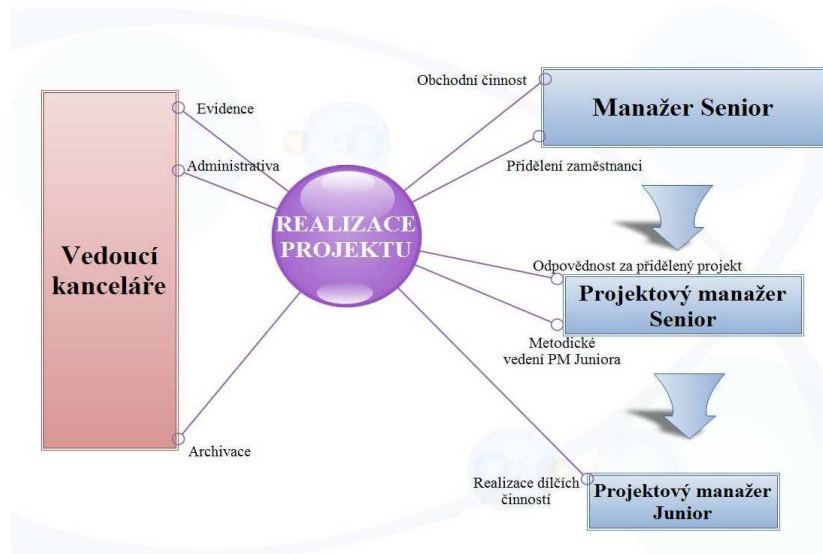 Evidence
Administrativa
Vedoucí
kanceláře
Archivace
REALIZACE
PROJEKTU
Obchodní činnost
Manažer Senior
Přidělení zaměstnanci
Odpovědnost za přidělený projekt
Projektový manažer
Senior
Metodické
vedení PM Juniora
Realizace dílčích
činností
Projektový manažer
Junior